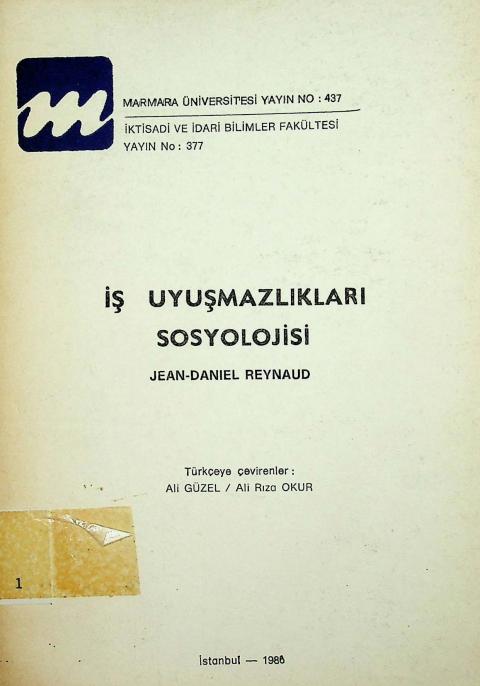 MARMARA ÜNİVERSİTESİ YAYIN NO : 437
İKTİSADİ VE İDARİ BİLİMLER FAKÜLTESİ
YAYIN No : 377
İŞ UYUŞMAZLIKLARI
SOSYOLOJİSİ
JEAN-DANIEL REYNAUD
Türkçeye çevirenler :
Ali GÜZEL / Ali Rıza OKUR
1
İstanbul — 1986